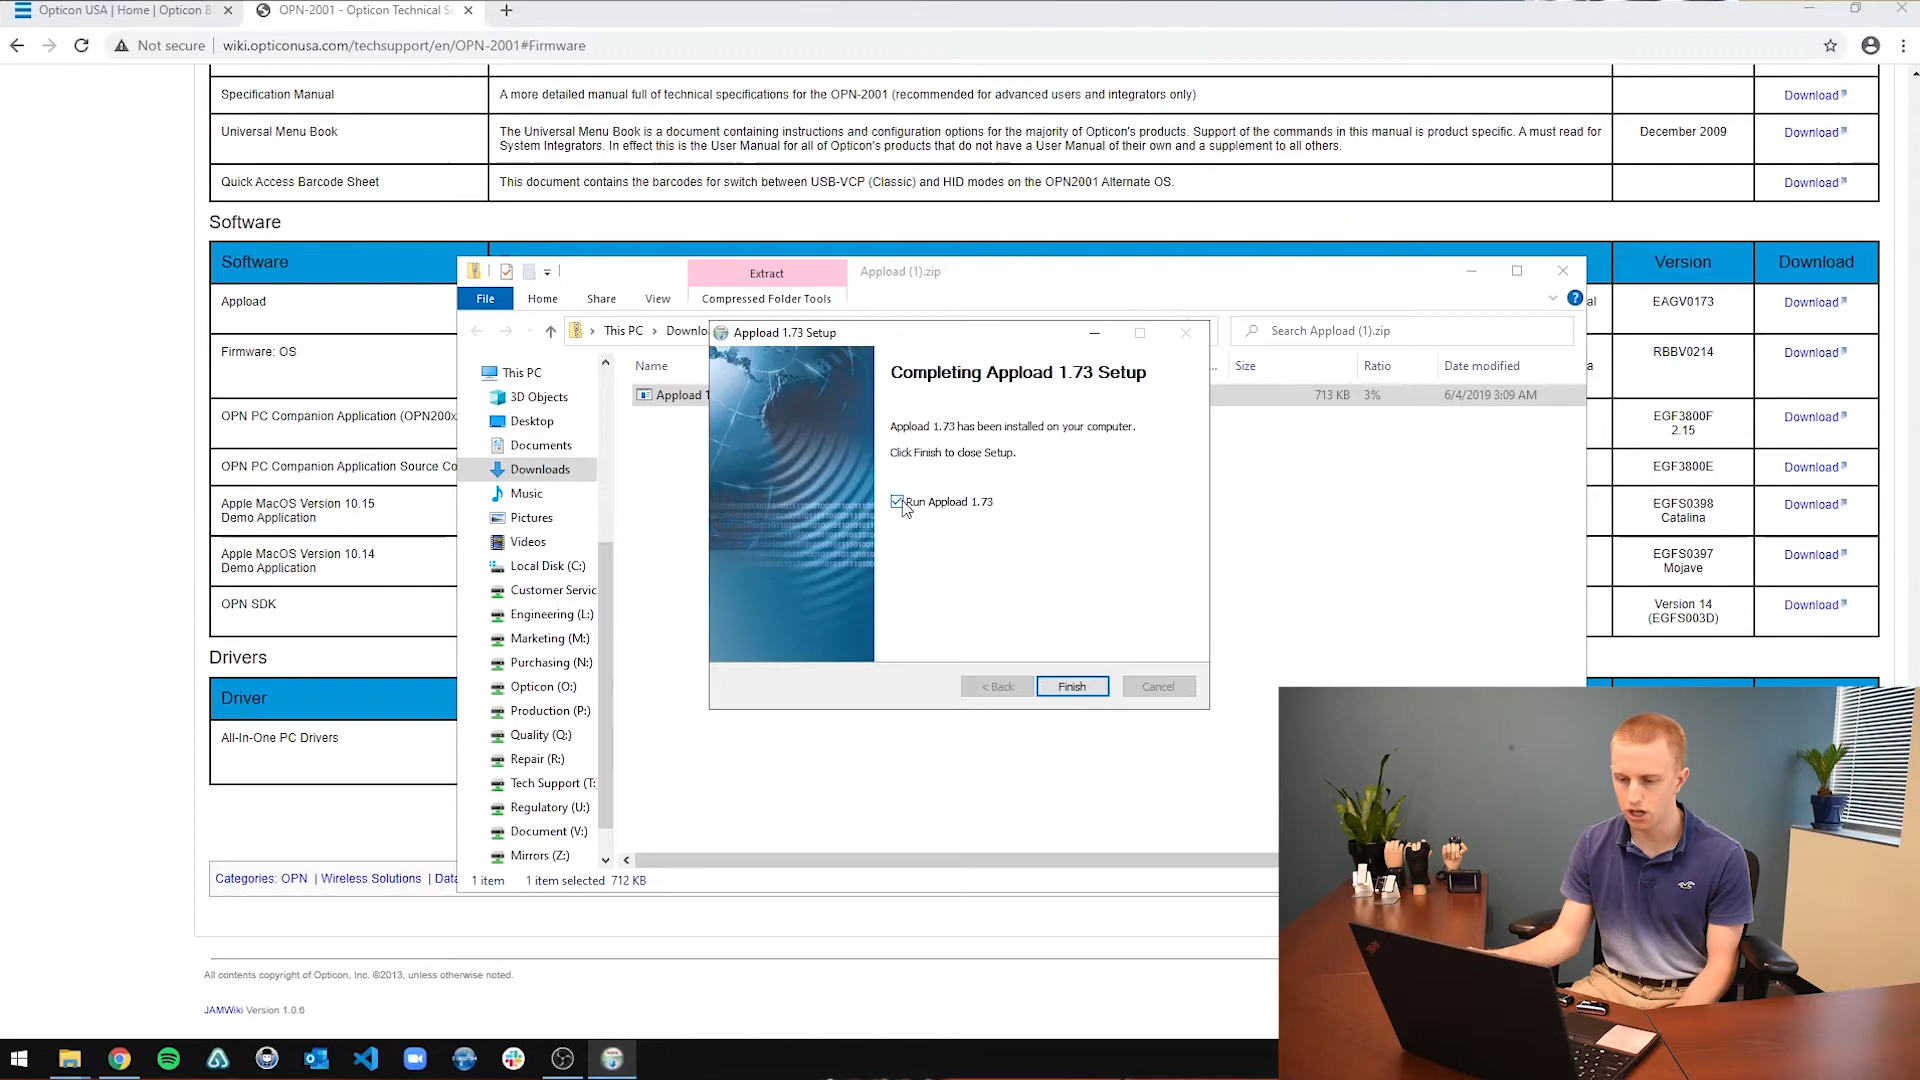 Opticon USA | Home | Opticon B
OPN-2001 - Opticon Technical S
Not secure
wiki.opticonusa.com/techsupport/en/OPN-2001#Firmware
Specification Manual
A more detailed manual full of technical specifications for the OPN-2001 (recommended for advanced users and integrators only)
Download
Universal Menu Book
The Universal Menu Book is a document containing instructions and configuration options for the majority of Opticon's products. Support of the commands in this manual is product specific. A must read for
System Integrators. In effect this is the User Manual for all of Opticon's products that do not have a User Manual of their own and a supplement to all others.
December 2009
Download
Quick Access Barcode Sheet
This document contains the barcodes for switch between USB-VCP (Classic) and HID modes on the OPN2001 Alternate OS.
Download
Software
Software
Version
Download
Appload
al
EAGV0173
Download
Firmware: OS
a
RBBV0214
Download
OPN PC Companion Application (OPN200x
EGF3800F
2.15
Download
OPN PC Companion Application Source Co
EGF3800E
Download
Apple MacOS Version 10.15
Demo Application
EGFS0398
Catalina
Download
Apple MacOS Version 10.14
Demo Application
EGFS0397
Mojave
Download
OPN SDK
Version 14
(EGFS003D)
Download
Drivers
Driver
All-In-One PC Drivers
Categories: OPN | Wireless Solutions | Data
All contents copyright of Opticon, Inc. ©2013, unless otherwise noted.
JAMWiki Version 1.0.6
Extract
Appload (1).zip
File
Home
Share
View
Compressed Folder Tools
This PC
Downlo
Search Appload (1).zip
Name
...
Size
Ratio
Date modified
Appload 1
713 KB
3%
6/4/2019 3:09 AM
This PC
3D Objects
Desktop
Documents
Downloads
Music
Pictures
Videos
Local Disk (C:)
Customer Servic
Engineering (L:)
Marketing (M:)
Purchasing (N:)
Opticon (O:)
Production (P:)
Quality (Q:)
Repair (R:)
Tech Support (T:
Regulatory (U:)
Document (V:)
Mirrors (Z:)
1 item
1 item selected 712 KB
Appload 1.73 Setup
Completing Appload 1.73 Setup
Appload 1.73 has been installed on your computer.
Click Finish to close Setup.
Run Appload 1.73
< Back
Finish
Cancel